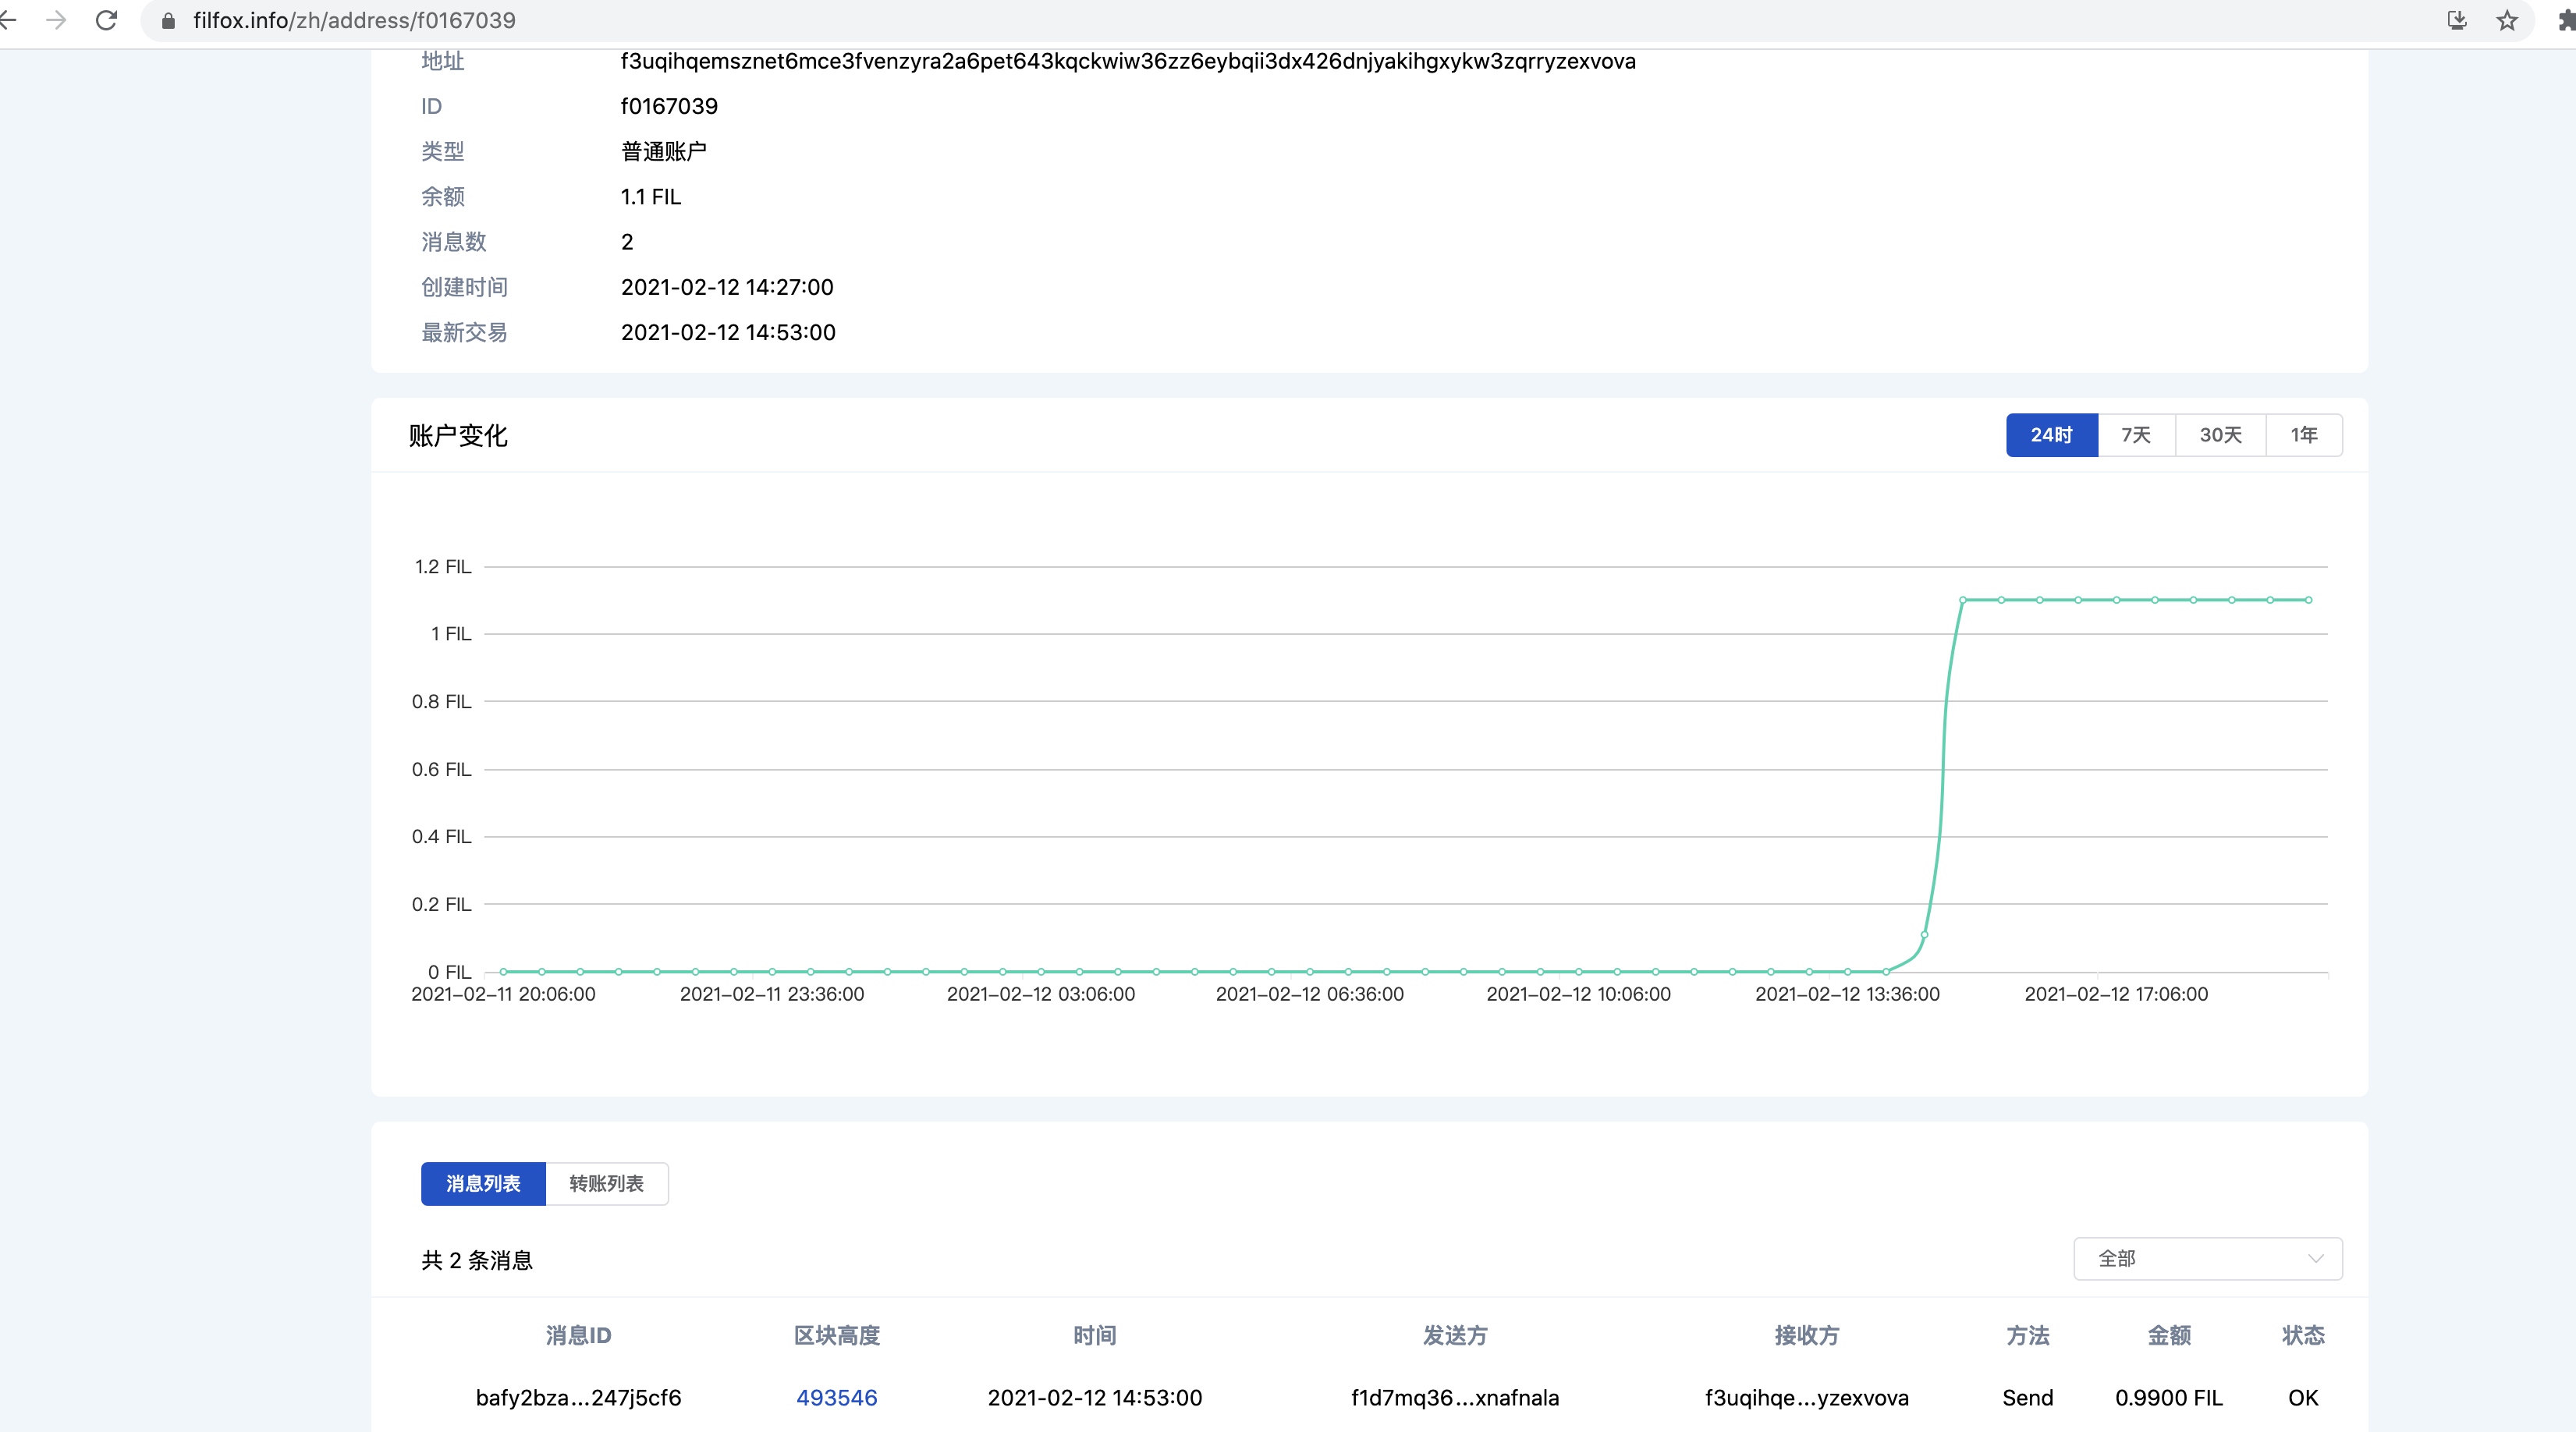 filfox.info/zh/address/f0167039
地址 f3uqihqemsznet6mce3fvenzyra2a6pet643kqckwiw36zz6eybqii3dx426dnjyakihgxykw3zqrryzexvova
ID f0167039
类型 普通账户
余额 1.1 FIL
消息数 2
创建时间 2021-02-12 14:27:00
最新交易 2021-02-12 14:53:00
账户变化 24时 7天 30天 1年
1.2 FIL
1 FIL
0.8 FIL
0.6 FIL
0.4 FIL
0.2 FIL
0 FIL
2021–02–11 20:06:00 2021–02–11 23:36:00 2021–02–12 03:06:00 2021–02–12 06:36:00 2021–02–12 10:06:00 2021–02–12 13:36:00 2021–02–12 17:06:00
消息列表 转账列表
共 2 条消息 全部
消息ID 区块高度 时间 发送方 接收方 方法 金额 状态
bafy2bza...247j5cf6 493546 2021-02-12 14:53:00 f1d7mq36...xnafnala f3uqihqe...yzexvova Send 0.9900 FIL OK